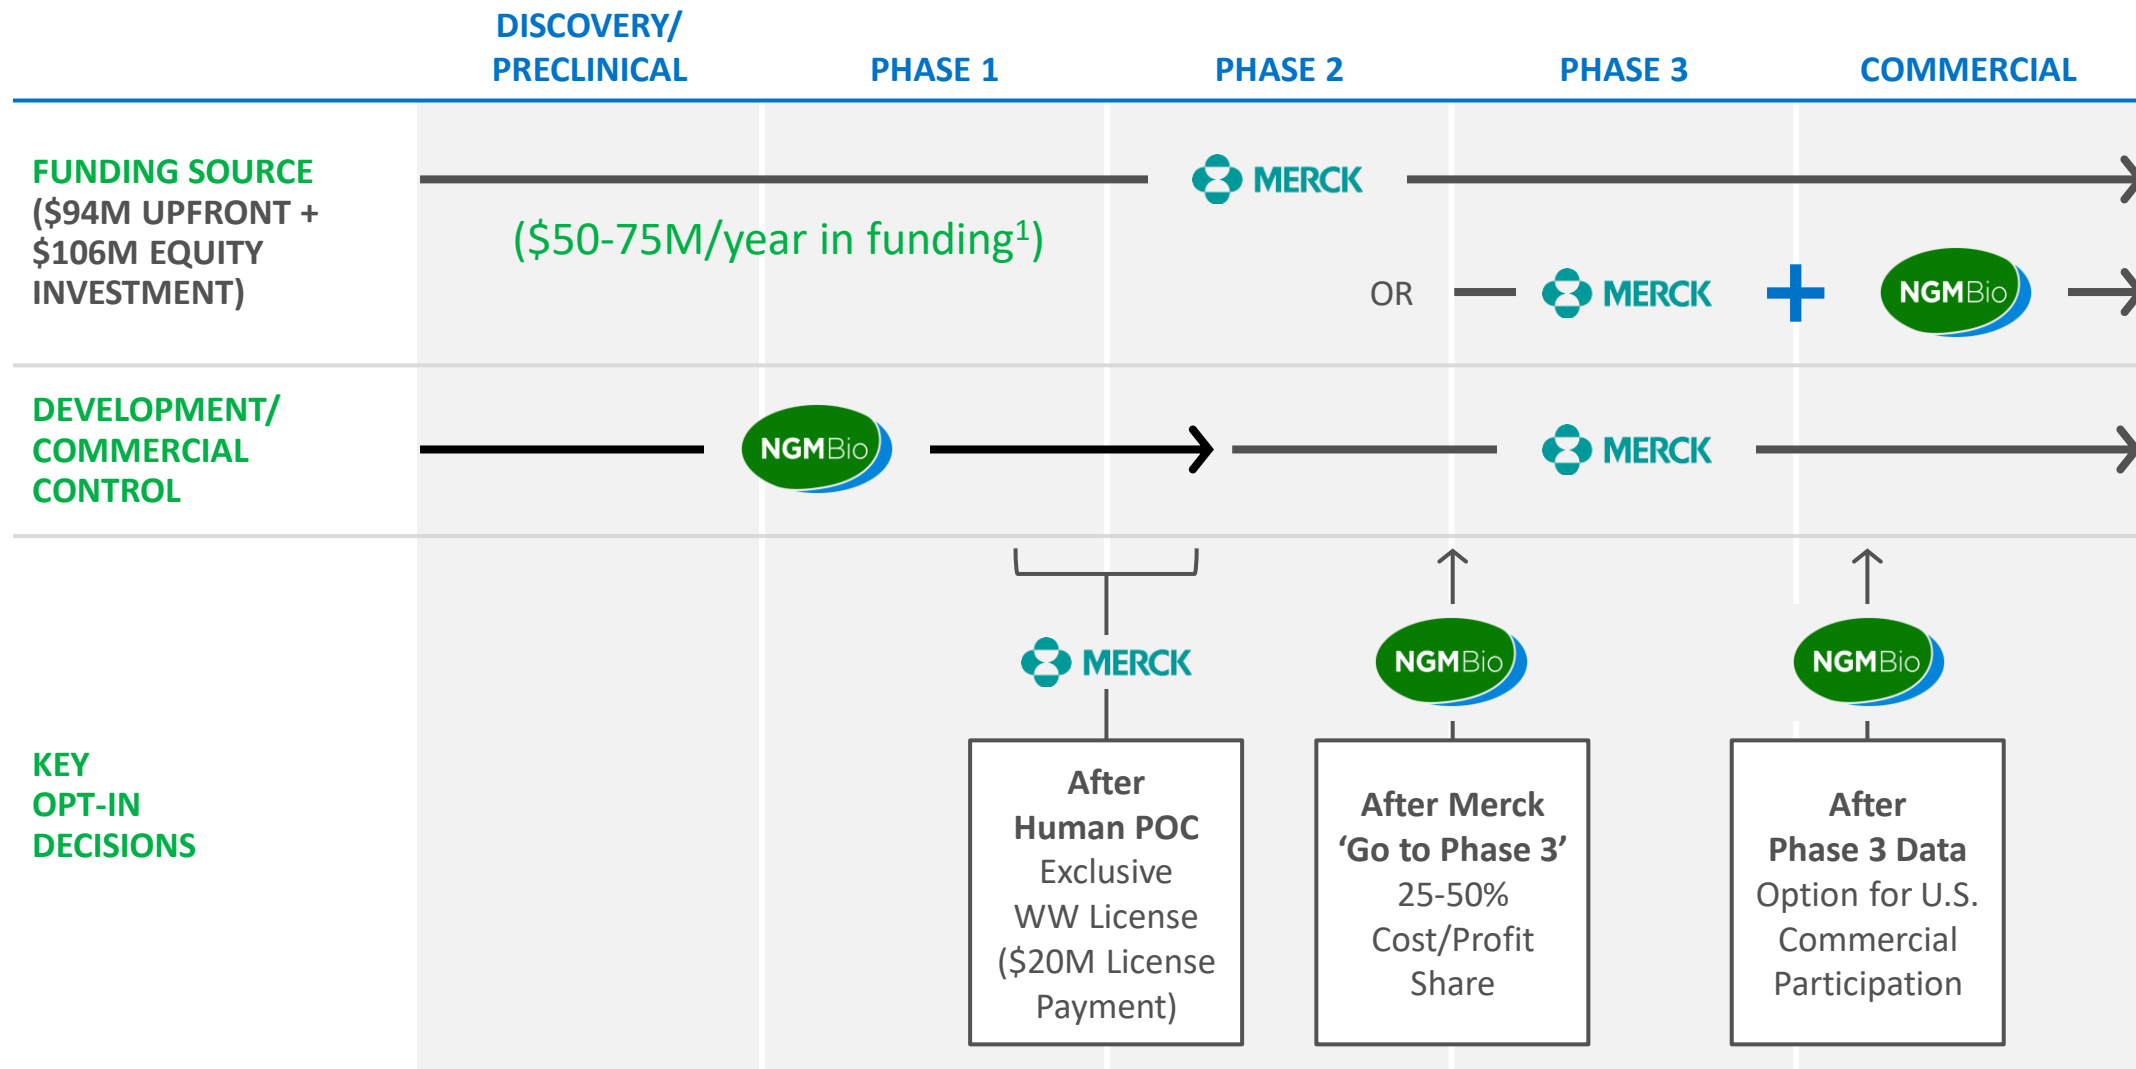 DISCOVERY/
PRECLINICAL
PHASE 1
PHASE 2
PHASE 3
COMMERCIAL
FUNDING SOURCE
($94M UPFRONT +
$106M EQUITY
INVESTMENT)
MERCK
($50-75M/year in funding¹)
OR
MERCK
NGMBio
DEVELOPMENT/
COMMERCIAL
CONTROL
NGMBio
MERCK
KEY
OPT-IN
DECISIONS
MERCK
After
Human POC
Exclusive
WW License
($20M License
Payment)
NGMBio
After Merck
‘Go to Phase 3’
25-50%
Cost/Profit
Share
NGMBio
After
Phase 3 Data
Option for U.S.
Commercial
Participation